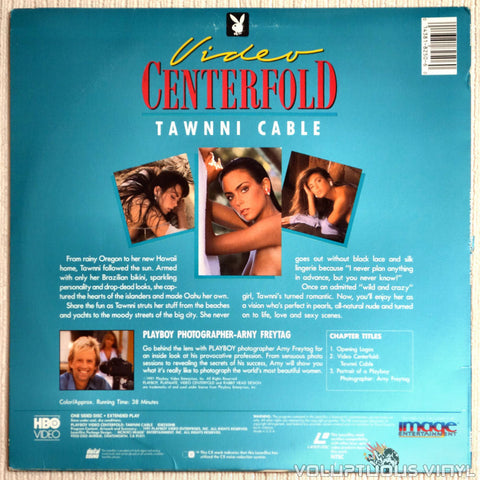 Video
CENTERFOLD
TAWNNI CABLE
From rainy Oregon to her new Hawaii
home, Tawnni followed the sun. Armed
with only her Brazilian bikini, sparkling
personality and drop-dead looks, she cap-
tured the hearts of the islanders and made Oahu her own.
Share the fun as Tawnni struts her stuff from the beaches
and yachts to the moody streets of the big city. She never
goes out without black lace and silk
lingerie because "I never plan anything
in advance, but you never know!"
Once an admitted "wild and crazy"
girl, Tawnni's turned romantic. Now, you'll enjoy her as
a vision who's perfect in pearls, all-natural nude and turned
on to life, love and sexy scenes.
PLAYBOY PHOTOGRAPHER-ARNY FREYTAG
Go behind the lens with PLAYBOY photographer Arny Freytag for
an inside look at his provocative profession. From sensuous photo
sessions to revealing the secrets of his success, Arny will show you
what it's really like to photograph the world's most beautiful women.
CHAPTER TITLES
1. Opening Logos
2. Video Centerfold:
Tawnni Cable
3. Portrait of a Playboy
Photographer: Arny Freytag
Color/Approx. Running Time: 38 Minutes
HBO
VIDEO
ONE SIDED DISC • EXTENDED PLAY
image
ENTERTAINMENT
VOLUPTUOUS VINYL